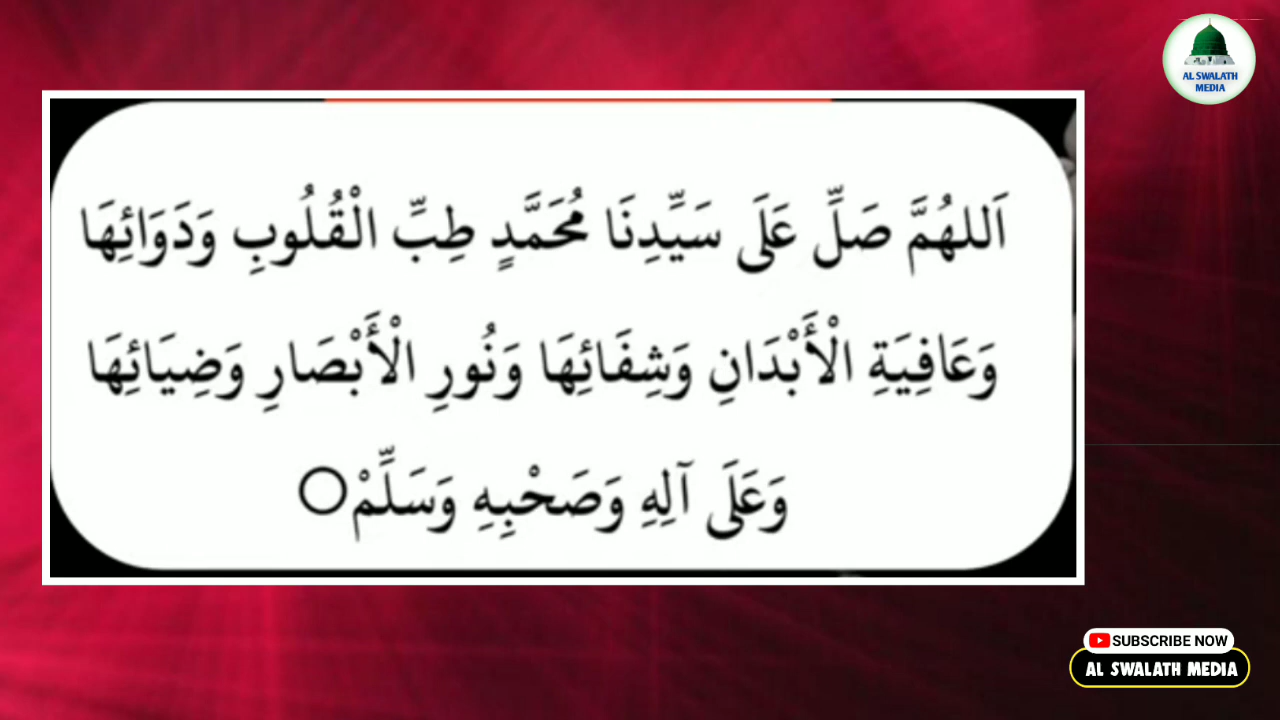 AL SWALATH
MEDIA
اَللهُمَّ صَلِّ عَلَى سَيِّدِنَا مُحَمَّدٍ طِبِّ الْقُلُوبِ وَدَوَائِهَا
وَعَافِيَةِ الْأَبْدَانِ وَشِفَائِهَا وَنُورِ الْأَبْصَارِ وَضِيَائِهَا
وَعَلَى آلِهِ وَصَحْبِهِ وَسَلِّمْ
SUBSCRIBE NOW
AL SWALATH MEDIA